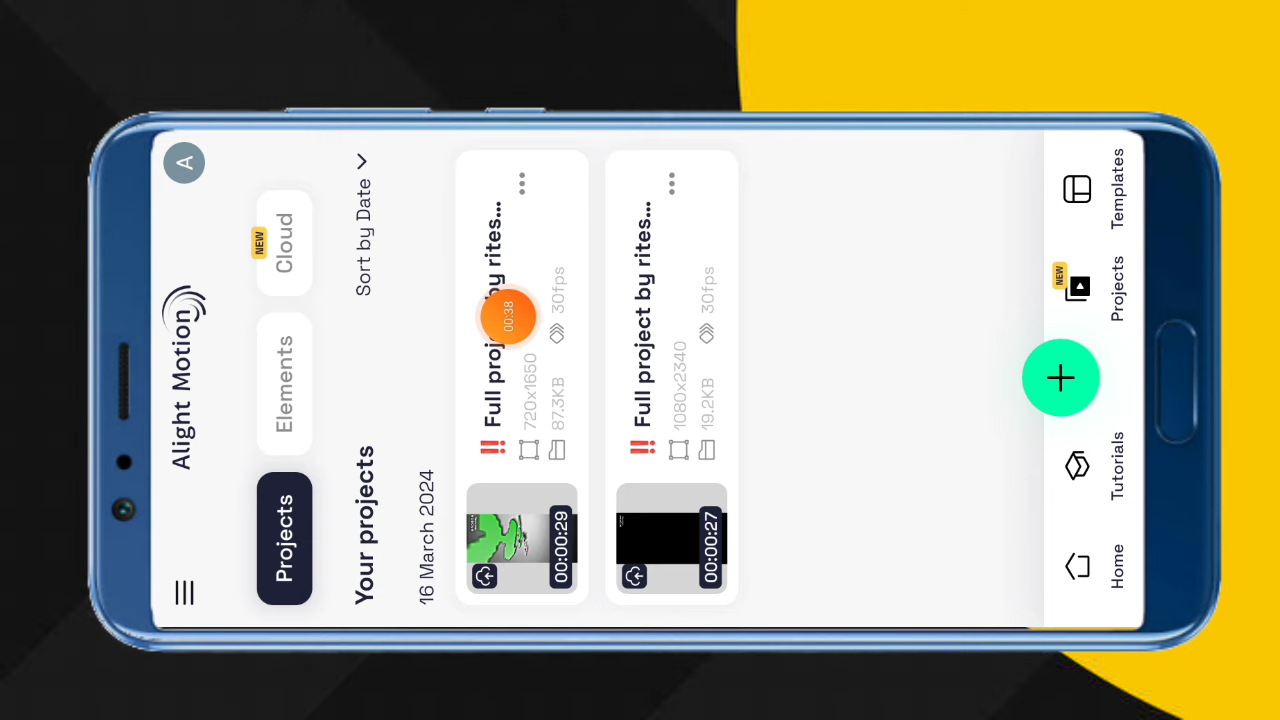 Alight Motion
A
Projects
Elements
Cloud
NEW
Your projects
Sort by Date
16 March 2024
00:00:29
Full proj by rites...
00:38
720x1650
87.3KB
30fps
00:00:27
Full project by rites...
1080x2340
19.2KB
30fps
Home
Tutorials
Projects
NEW
Templates